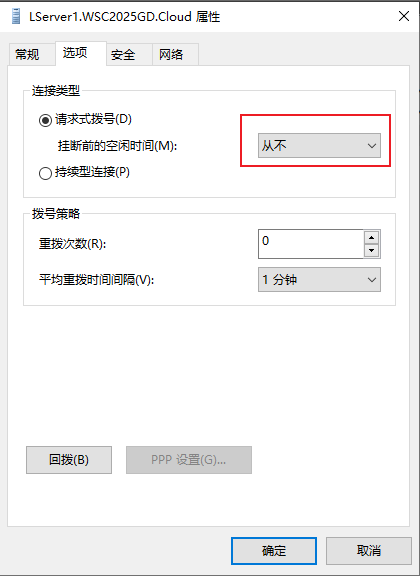 LServer1.WSC2025GD.Cloud 属性
常规 选项 安全 网络
连接类型
请求式拨号(D)
挂断前的空闲时间(M): 从不
持续型连接(P)
拨号策略
重拨次数(R): 0
平均重拨时间间隔(V): 1 分钟
回拨(B) PPP 设置(G)...
确定 取消